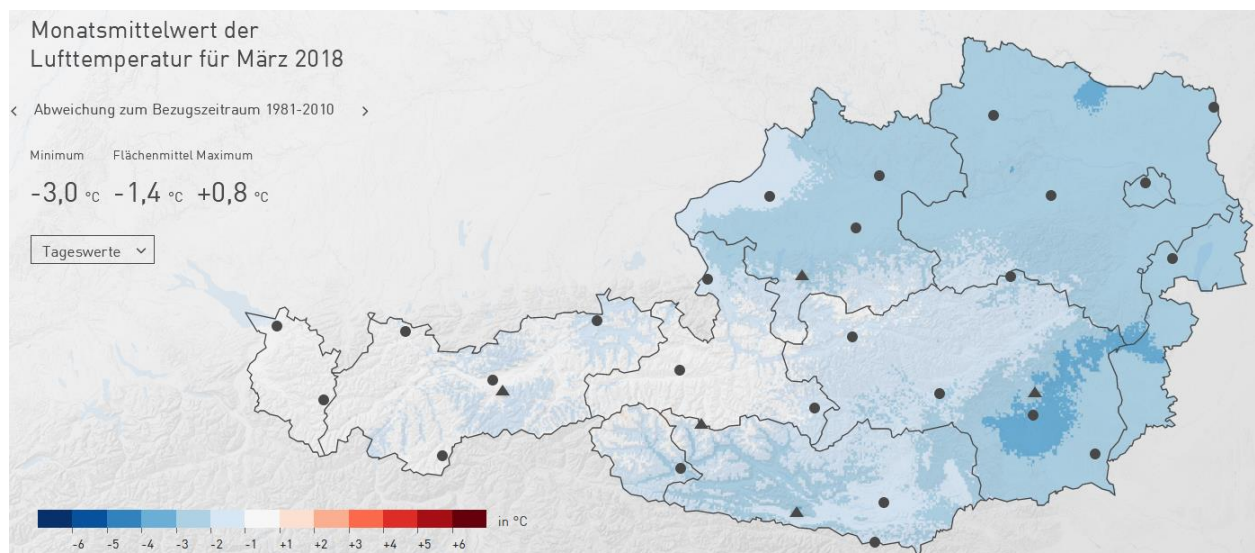 Monatsmittelwert der
Lufttemperatur für März 2018
‹ Abweichung zum Bezugszeitraum 1981-2010 ›
Minimum Flächenmittel Maximum
-3,0 °C -1,4 °C +0,8 °C
Tageswerte
in °C
-6 -5 -4 -3 -2 -1 +1 +2 +3 +4 +5 +6